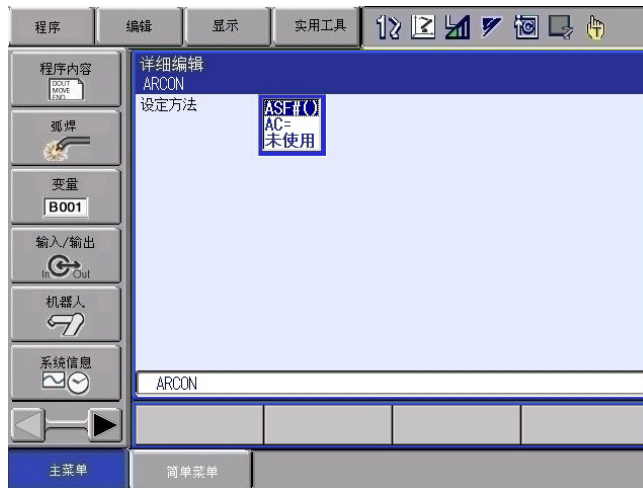 程序
编辑
显示
实用工具
程序内容
DOUT
MOVE
END
弧焊
变量
B001
输入/输出
In Out
机器人
系统信息
详细编辑
ARCON
设定方法
ASF#()
AC=
未使用
ARCON
主菜单
简单菜单